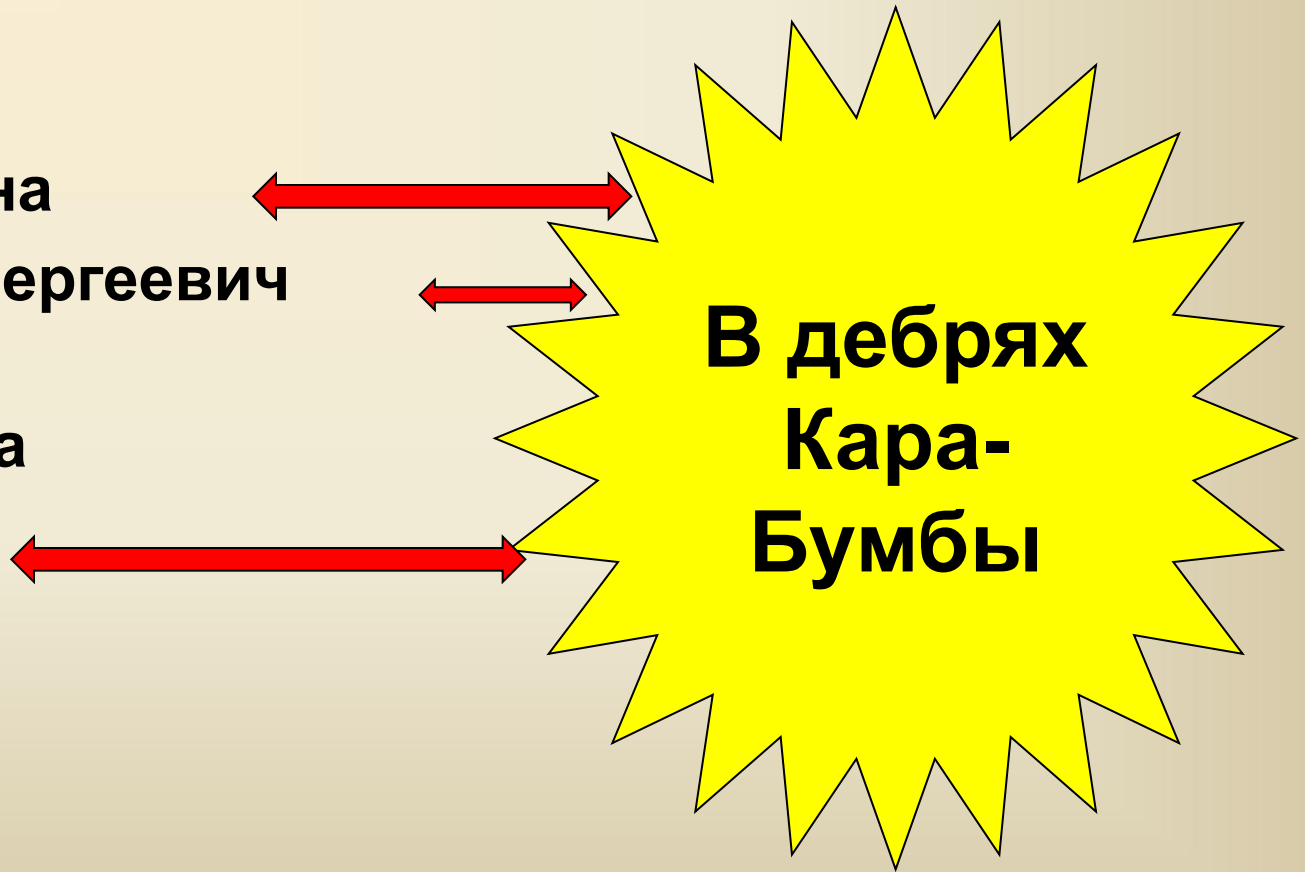 на
ергеевич
а
В дебрях
Кара-
Бумбы